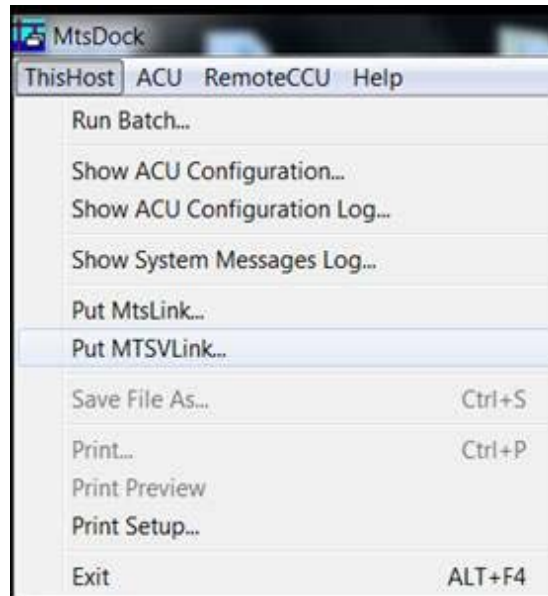 MtsDock
ThisHost ACU RemoteCCU Help
Run Batch...
Show ACU Configuration...
Show ACU Configuration Log...
Show System Messages Log...
Put MtsLink...
Put MTSVLink...
Save File As... Ctrl+S
Print... Ctrl+P
Print Preview
Print Setup...
Exit ALT+F4